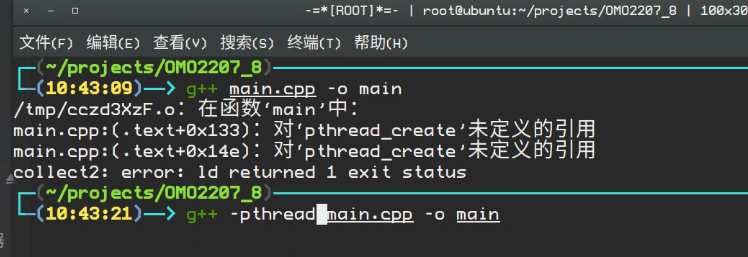 -=*[ROOT]*=- | root@ubuntu:~/projects/OMO2207_8 | 100x30
文件(F) 编辑(E) 查看(V) 搜索(S) 终端(T) 帮助(H)
(~/projects/OMO2207_8)
(10:43:09)—> g++ main.cpp -o main
/tmp/cczd3XzF.o：在函数‘main’中：
main.cpp:(.text+0x133)：对‘pthread_create’未定义的引用
main.cpp:(.text+0x14e)：对‘pthread_create’未定义的引用
collect2: error: ld returned 1 exit status
(~/projects/OMO2207_8)
(10:43:21)—> g++ -pthread main.cpp -o main